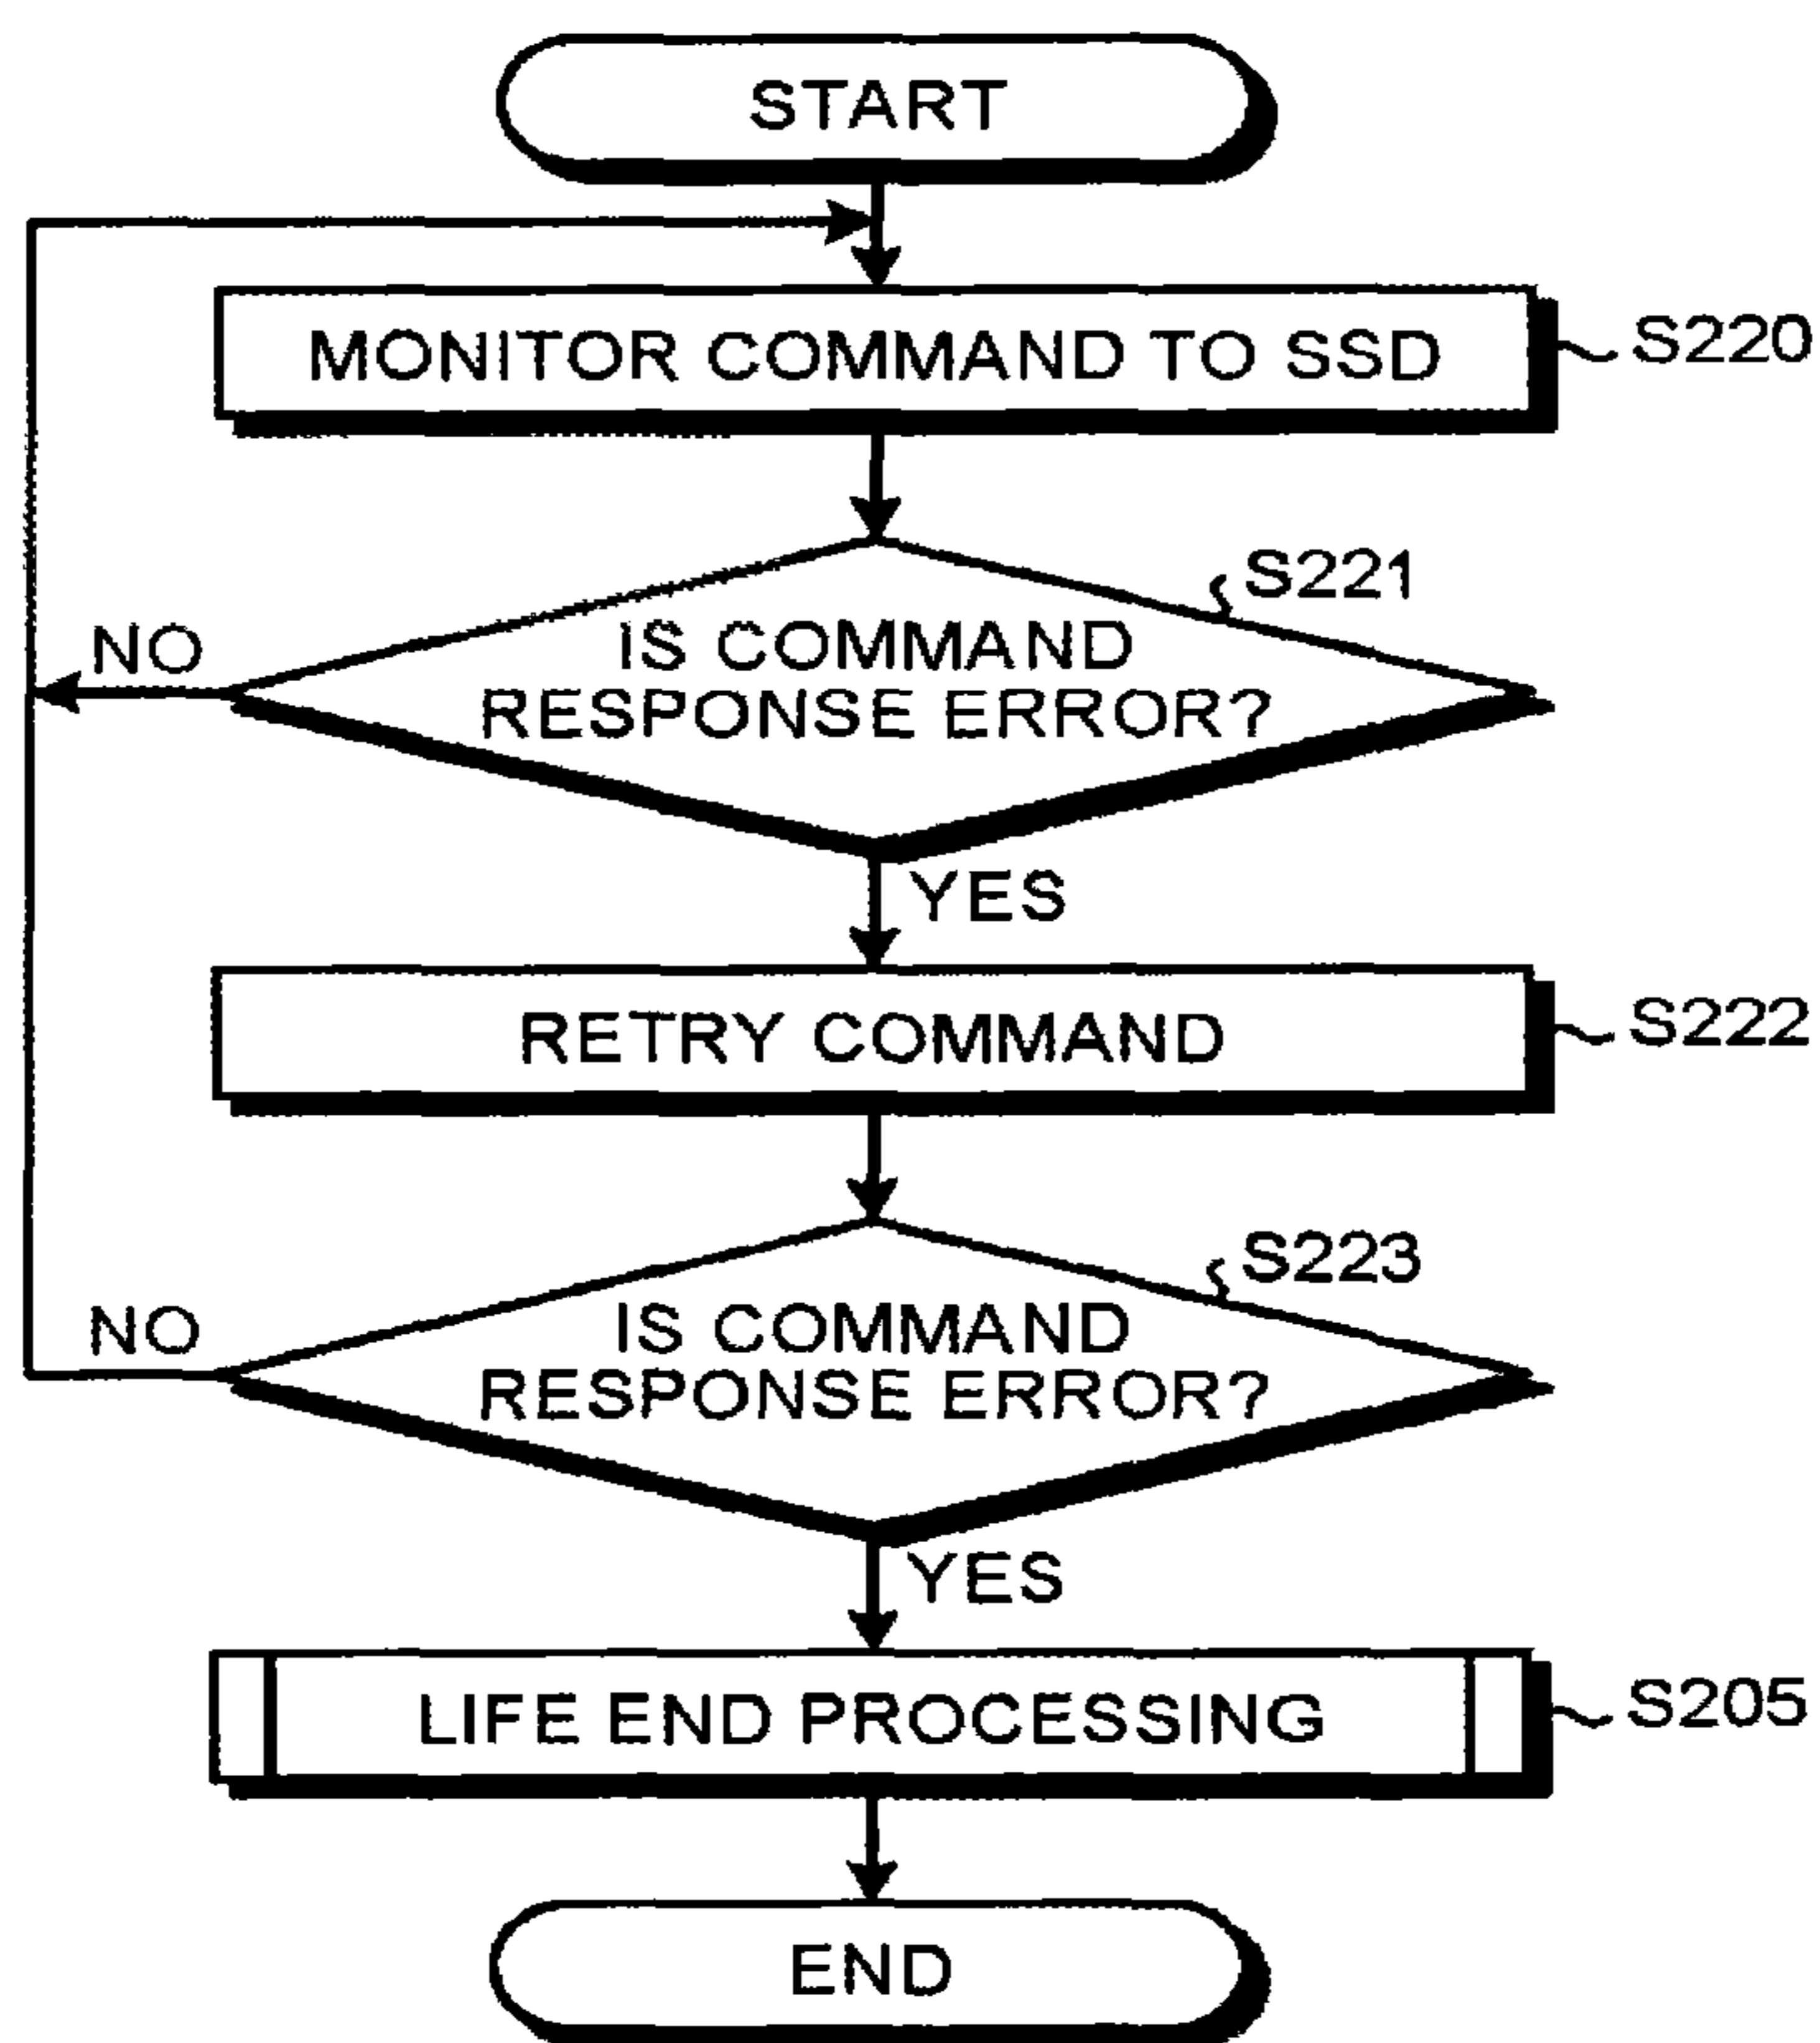 START
MONITOR COMMAND TO SSD
S220
S221
IS COMMAND
RESPONSE ERROR?
NO
YES
RETRY COMMAND
S222
S223
IS COMMAND
RESPONSE ERROR?
NO
YES
LIFE END PROCESSING
S205
END